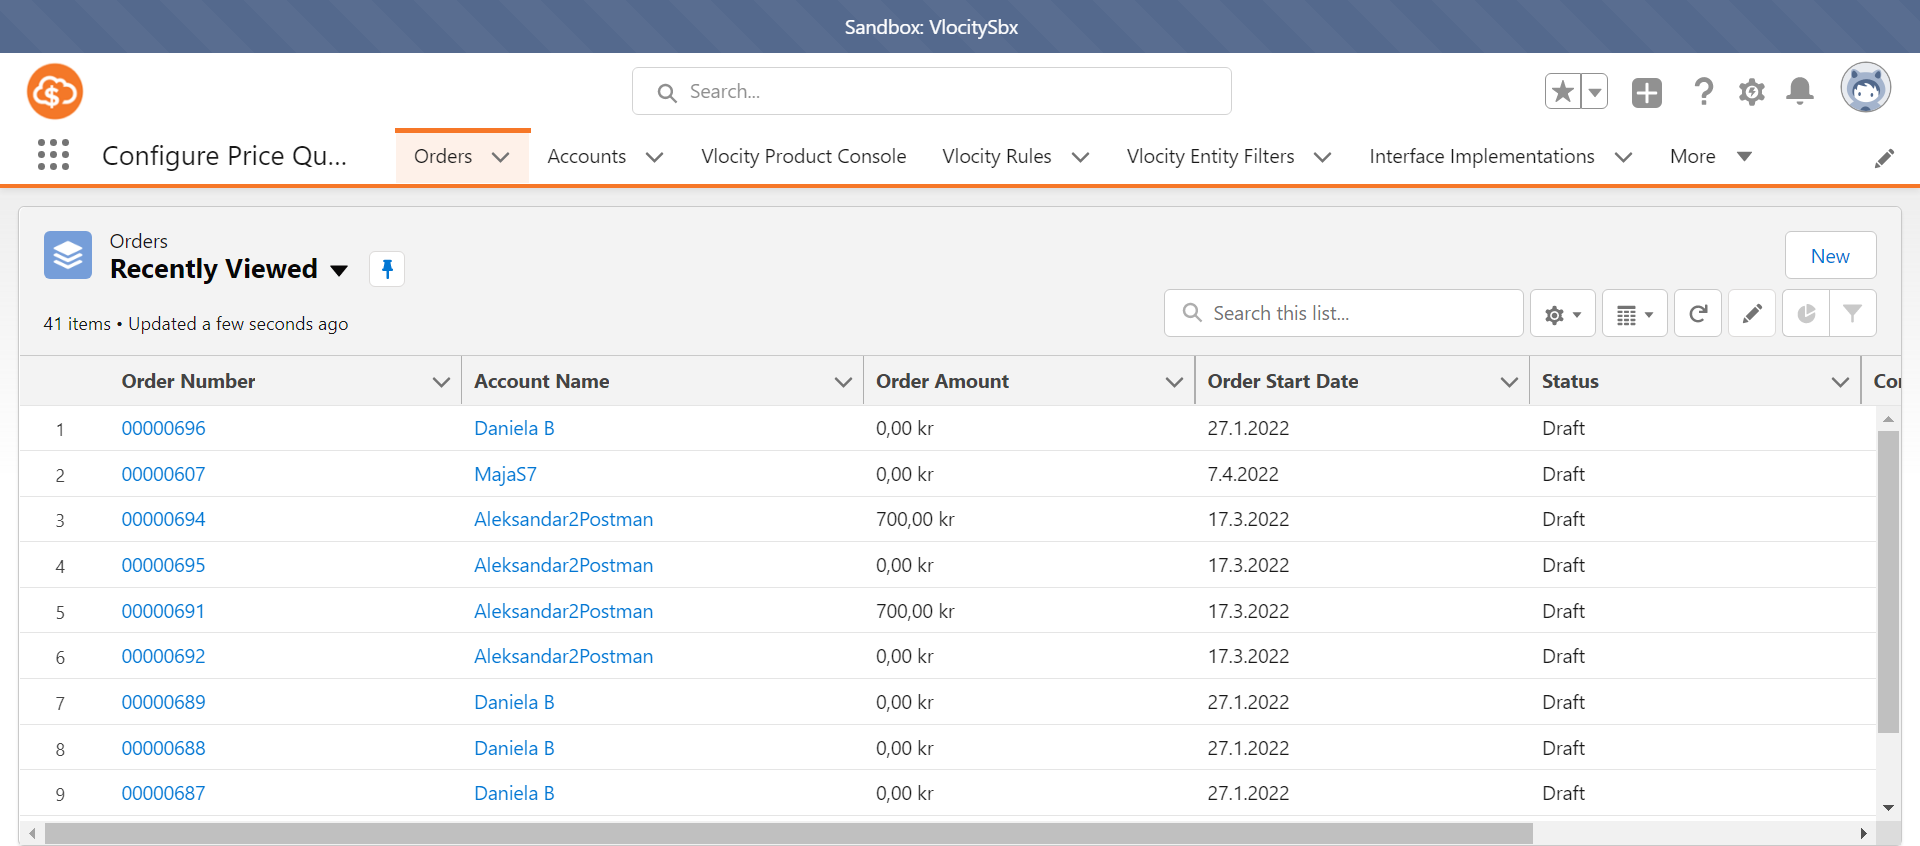 Sandbox: VlocitySbx
Search...
Configure Price Qu...
Orders
Accounts
Vlocity Product Console
Vlocity Rules
Vlocity Entity Filters
Interface Implementations
More
Orders
Recently Viewed
New
41 items • Updated a few seconds ago
Search this list...
Order Number Account Name Order Amount Order Start Date Status Co
1 00000696 Daniela B 0,00 kr 27.1.2022 Draft
2 00000607 MajaS7 0,00 kr 7.4.2022 Draft
3 00000694 Aleksandar2Postman 700,00 kr 17.3.2022 Draft
4 00000695 Aleksandar2Postman 0,00 kr 17.3.2022 Draft
5 00000691 Aleksandar2Postman 700,00 kr 17.3.2022 Draft
6 00000692 Aleksandar2Postman 0,00 kr 17.3.2022 Draft
7 00000689 Daniela B 0,00 kr 27.1.2022 Draft
8 00000688 Daniela B 0,00 kr 27.1.2022 Draft
9 00000687 Daniela B 0,00 kr 27.1.2022 Draft